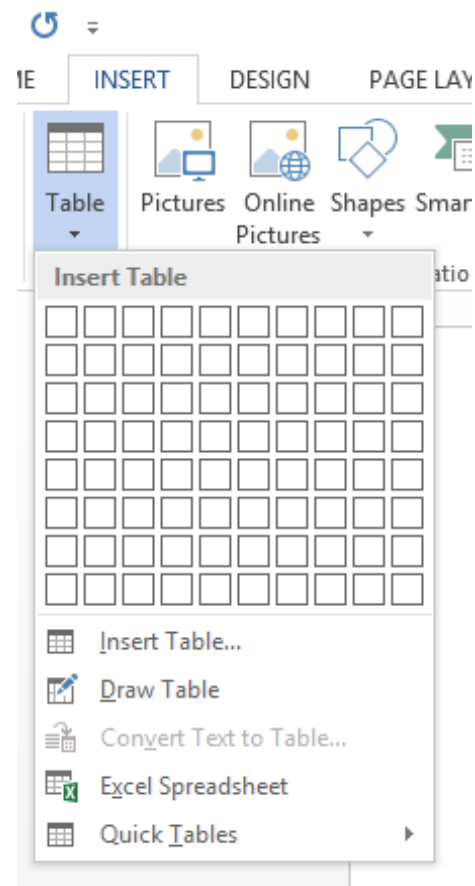 ME INSERT DESIGN PAGE LAY
Table Pictures Online Pictures Shapes Smar
atio
Insert Table
Insert Table...
Draw Table
Convert Text to Table...
Excel Spreadsheet
Quick Tables